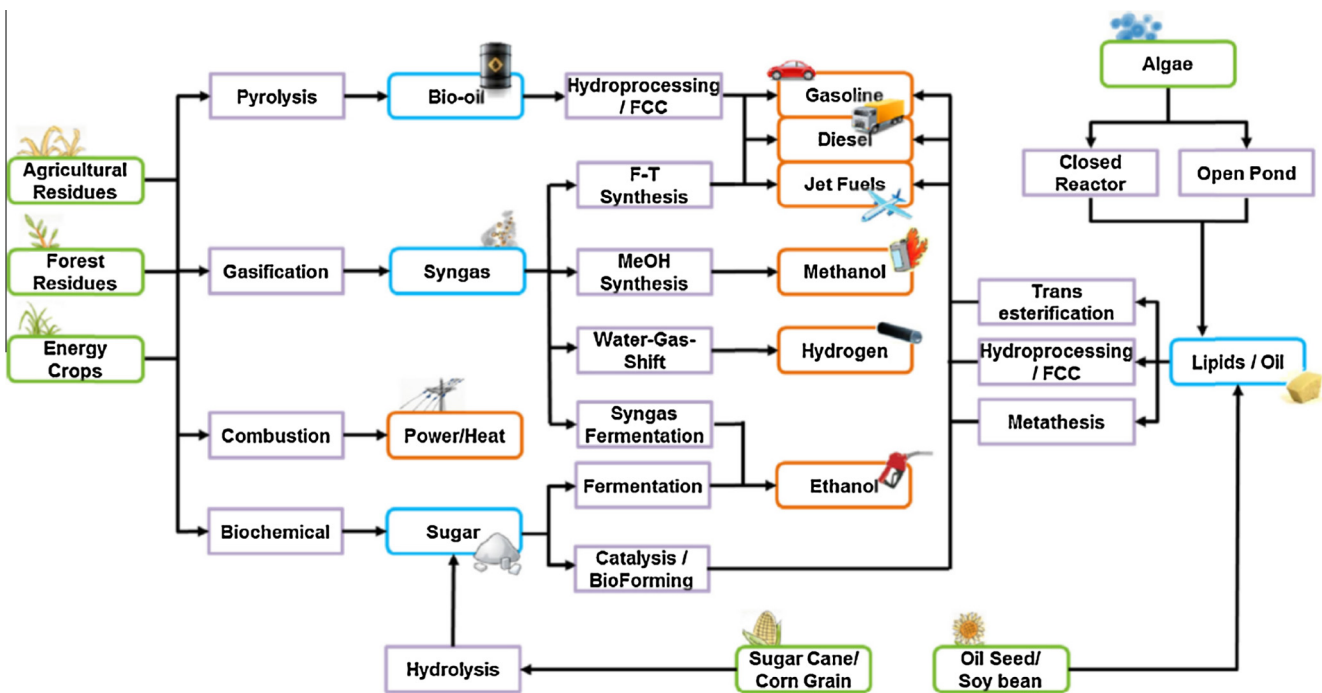 Pyrolysis
Bio-oil
Hydroprocessing
/ FCC
Gasoline
Diesel
Jet Fuels
Algae
Closed
Reactor
Open Pond
Agricultural
Residues
F-T
Synthesis
Forest
Residues
Gasification
Syngas
MeOH
Synthesis
Methanol
Trans
esterification
Energy
Crops
Water-Gas-
Shift
Hydrogen
Hydroprocessing
/ FCC
Lipids / Oil
Combustion
Power/Heat
Syngas
Fermentation
Metathesis
Fermentation
Ethanol
Biochemical
Sugar
Catalysis /
BioForming
Hydrolysis
Sugar Cane/
Corn Grain
Oil Seed/
Soy bean